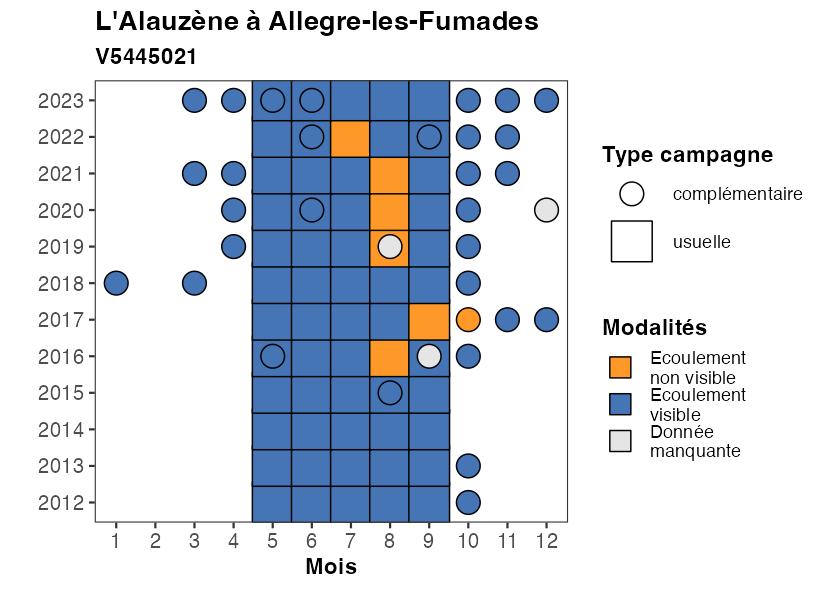 L'Alauzène à Allegre-les-Fumades
V5445021
2023
2022
2021
2020
2019
2018
2017
2016
2015
2014
2013
2012
1 2 3 4 5 6 7 8 9 10 11 12
Mois
Type campagne
complémentaire
usuelle
Modalités
Ecoulement
non visible
Ecoulement
visible
Donnée
manquante